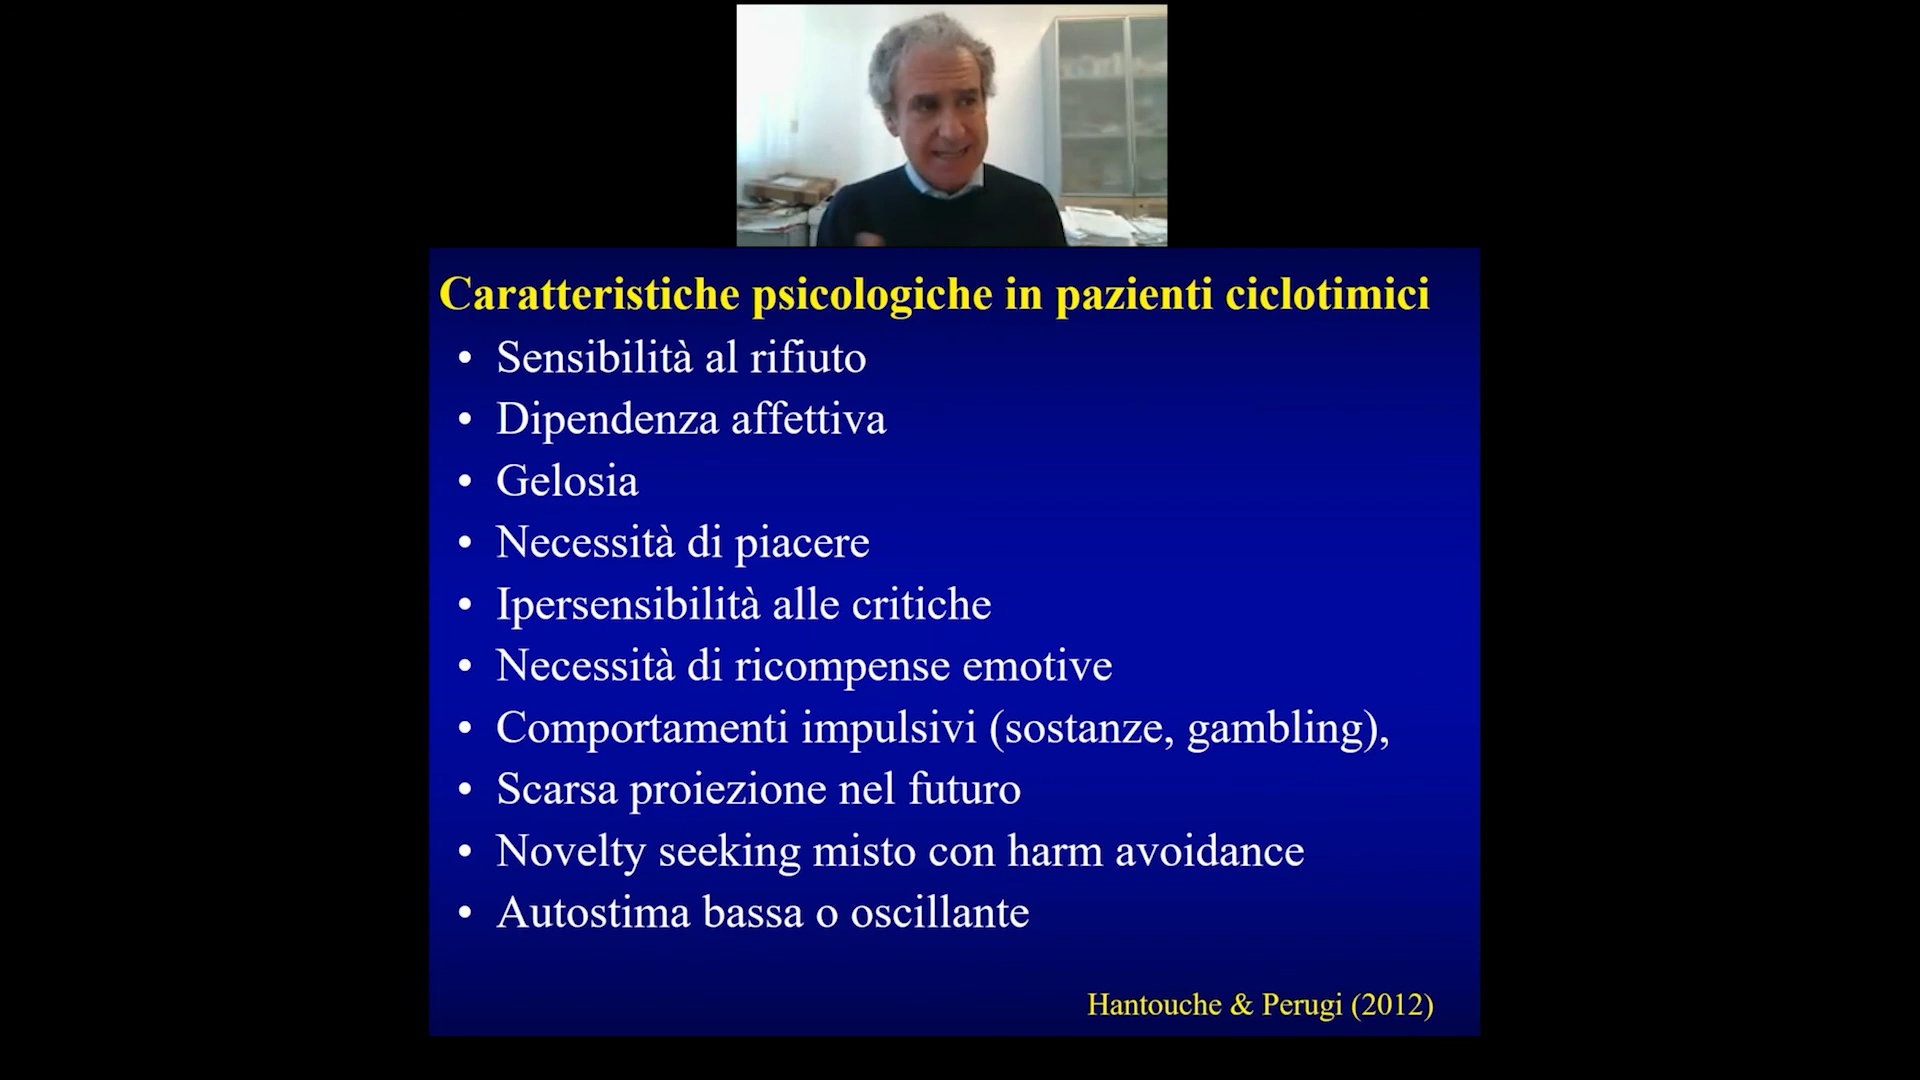 Caratteristiche psicologiche in pazienti ciclotimici
• Sensibilità al rifiuto
• Dipendenza affettiva
• Gelosia
• Necessità di piacere
• Ipersensibilità alle critiche
• Necessità di ricompense emotive
• Comportamenti impulsivi (sostanze, gambling),
• Scarsa proiezione nel futuro
• Novelty seeking misto con harm avoidance
• Autostima bassa o oscillante
Hantouche & Perugi (2012)